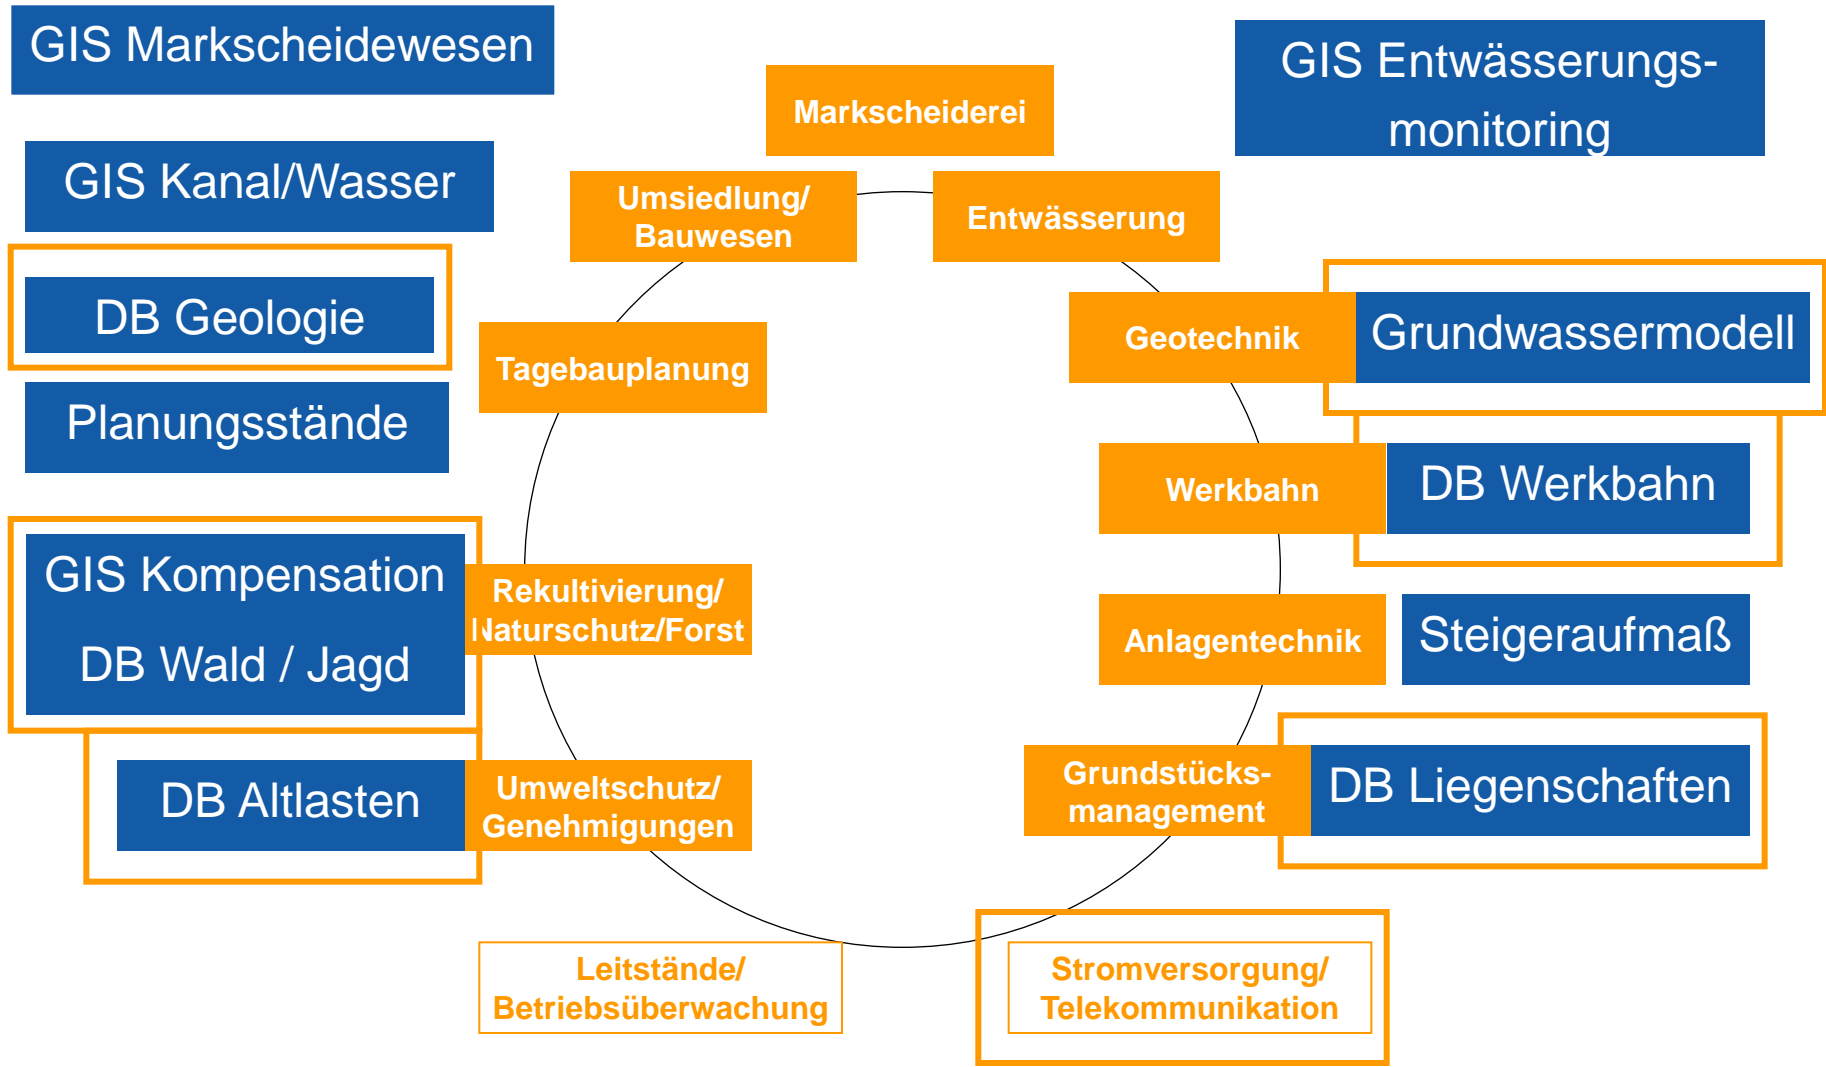 GIS Markscheidewesen
GIS Entwässerungs-
monitoring
Markscheiderei
GIS Kanal/Wasser
Umsiedlung/
Bauwesen
Entwässerung
DB Geologie
Geotechnik
Grundwassermodell
Tagebauplanung
Planungsstände
Werkbahn
DB Werkbahn
GIS Kompensation
DB Wald / Jagd
Rekultivierung/
Naturschutz/Forst
Anlagentechnik
Steigeraufmaß
DB Altlasten
Umweltschutz/
Genehmigungen
Grundstücks-
management
DB Liegenschaften
Leitstände/
Betriebsüberwachung
Stromversorgung/
Telekommunikation